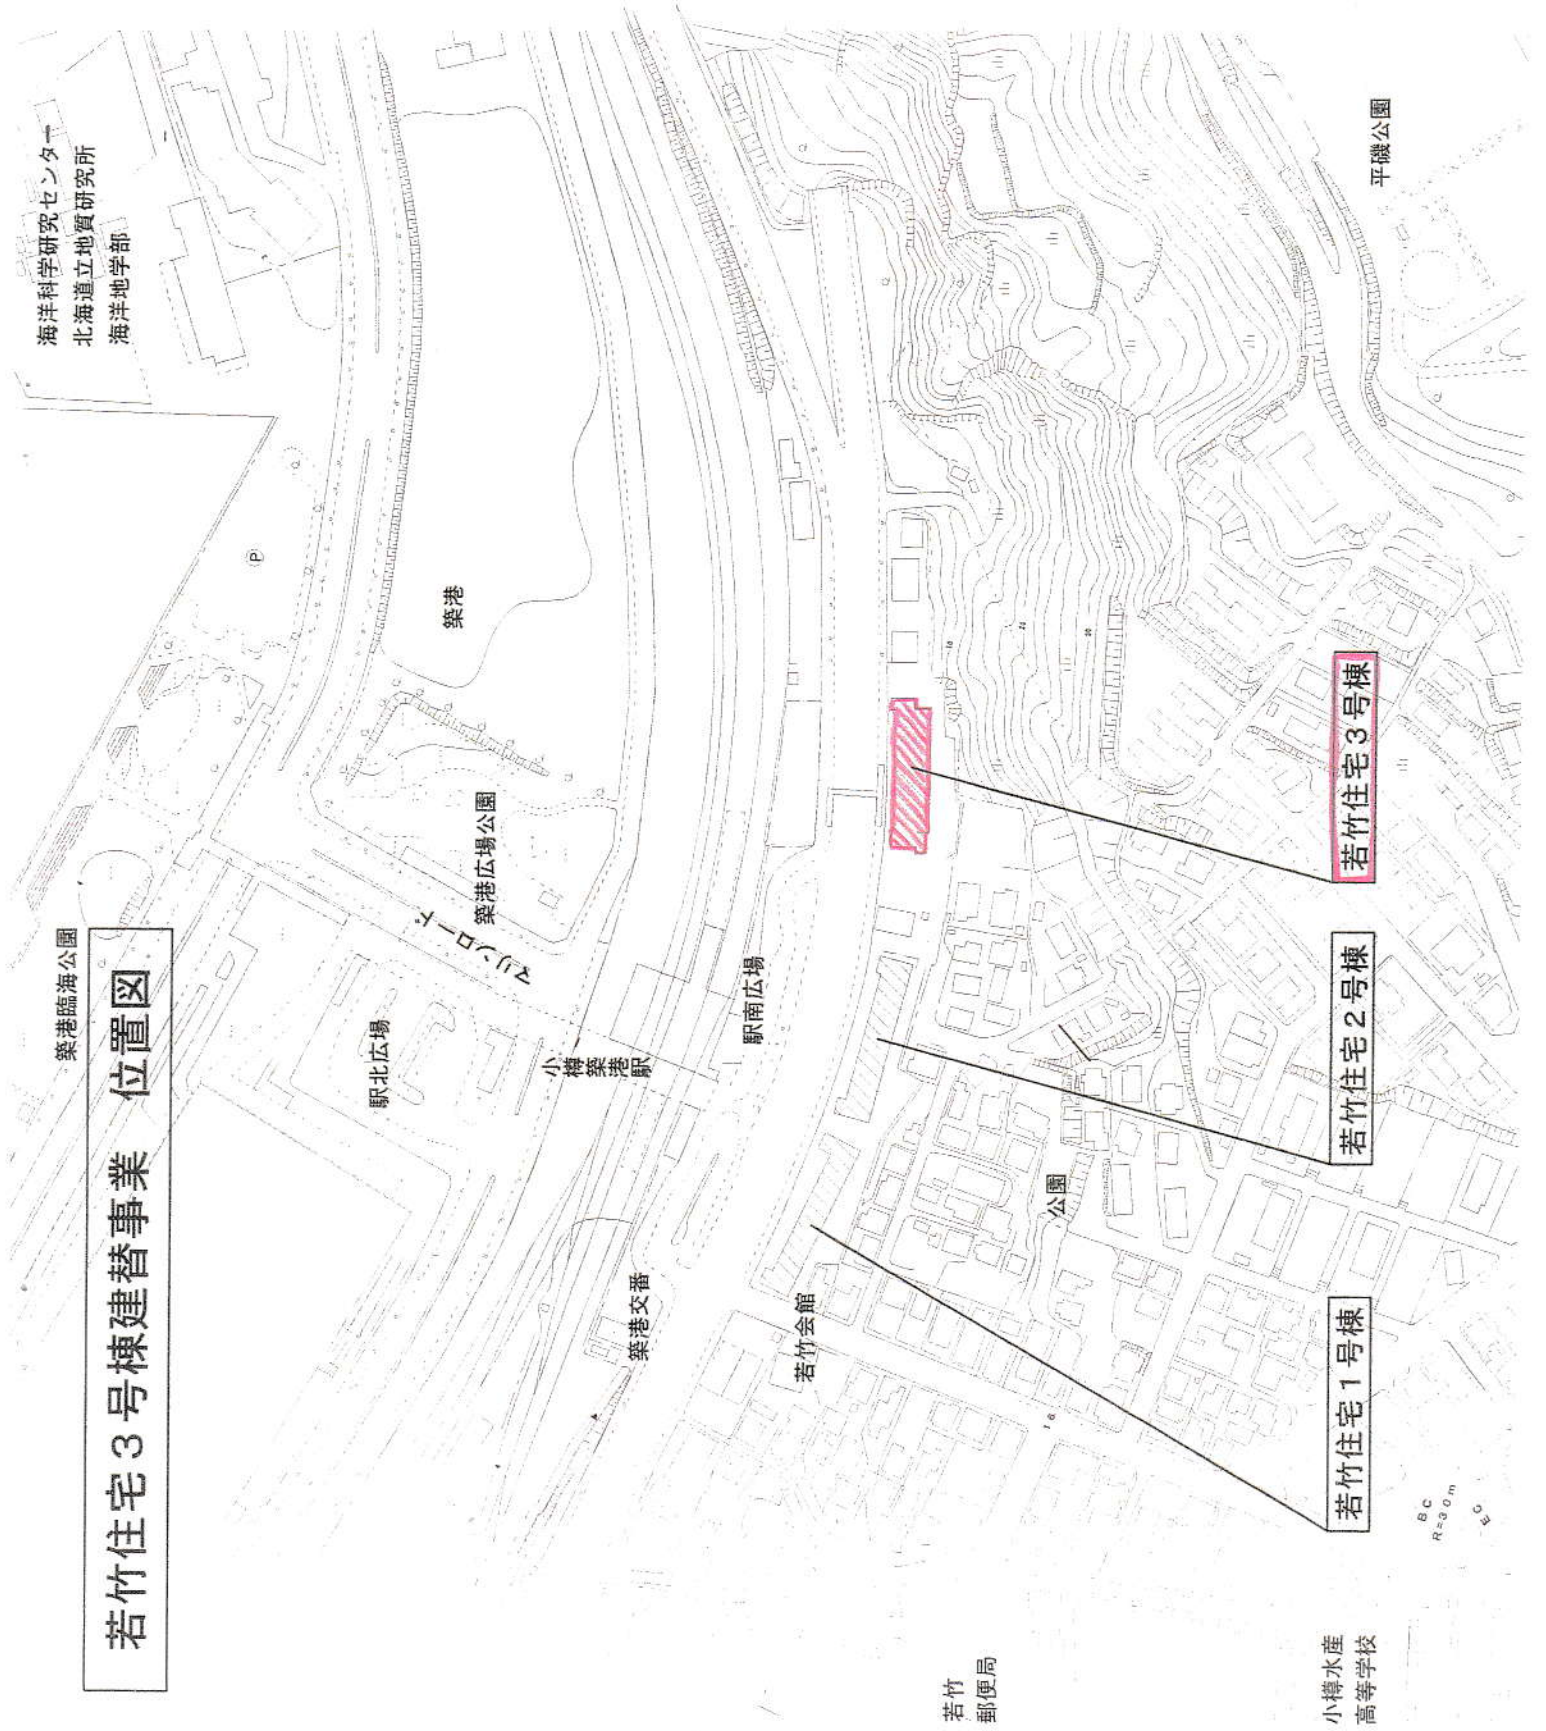 若竹住宅3号棟建替事業　位置図
築港臨海公園
海洋科学研究センター
北海道立地質研究所
海洋地学部
P
築港
築港広場公園
マリンロード
駅北広場
小樽築港駅
駅南広場
築港交番
若竹会館
公園
平磯公園
若竹住宅1号棟
若竹住宅2号棟
若竹住宅3号棟
若竹
郵便局
小樽水産
高等学校
16
BC
R=30m
EC